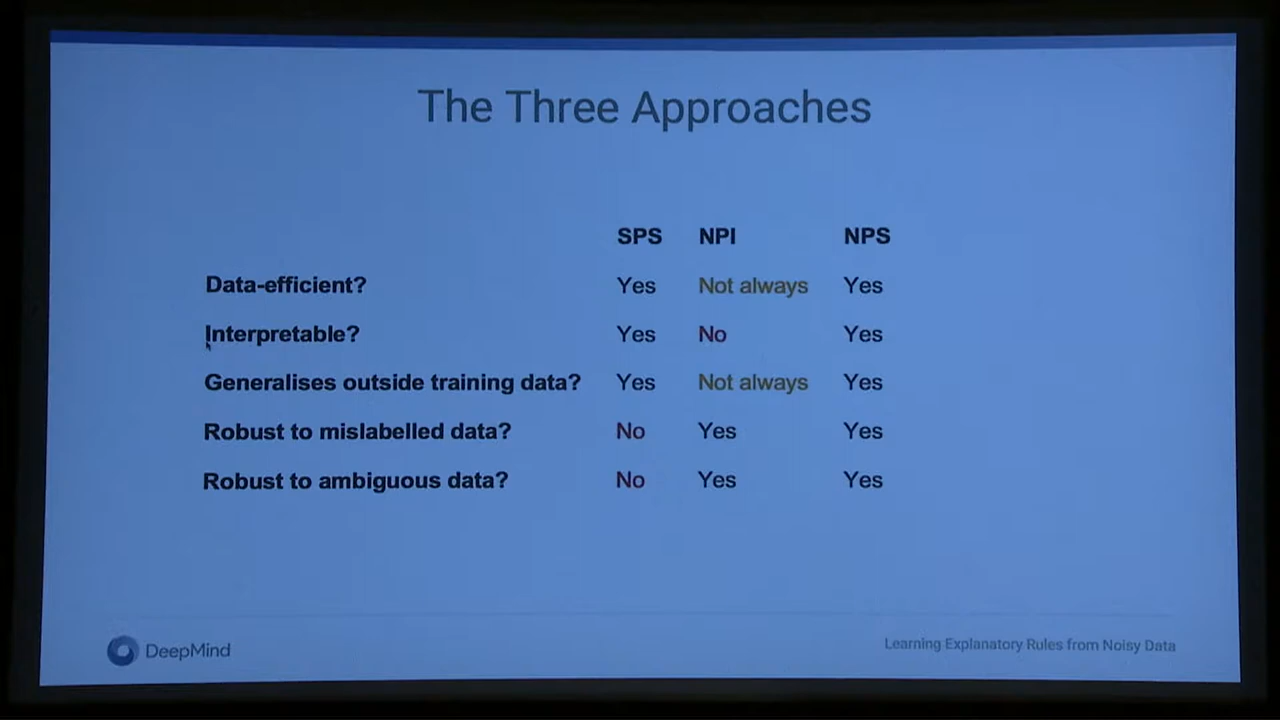 The Three Approaches
SPS NPI NPS
Data-efficient? Yes Not always Yes
Interpretable? Yes No Yes
Generalises outside training data? Yes Not always Yes
Robust to mislabelled data? No Yes Yes
Robust to ambiguous data? No Yes Yes
DeepMind
Learning Explanatory Rules from Noisy Data